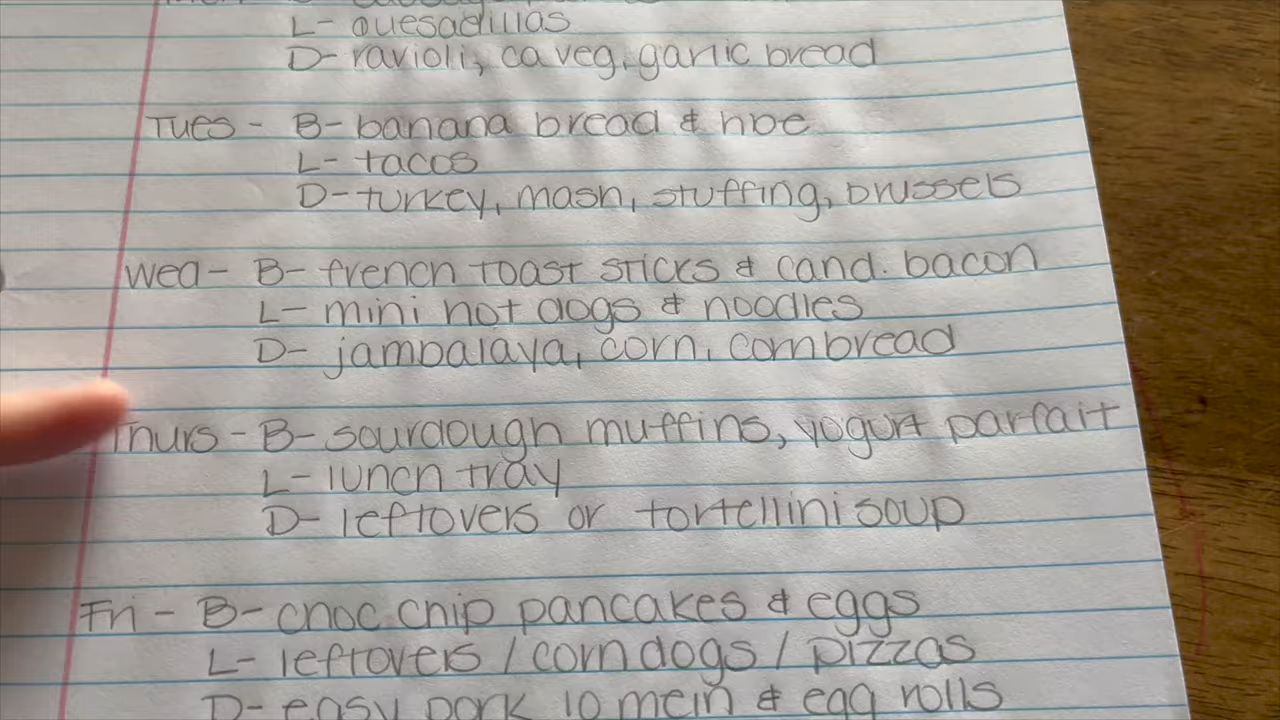 L- quesadillas
D- ravioli, ca veg, garlic bread
Tues - B- banana bread & hbe
L- tacos
D- turkey, mash, stuffing, brussels
Wed - B- french toast sticks & cand. bacon
L- mini hot dogs & noodles
D- jambalaya, corn, cornbread
Thurs - B- sourdough muffins, yogurt parfait
L- lunch tray
D- leftovers or tortellini soup
Fri - B- choc chip pancakes & eggs
L- leftovers / corndogs / pizzas
D- easy pork lo mein & egg rolls